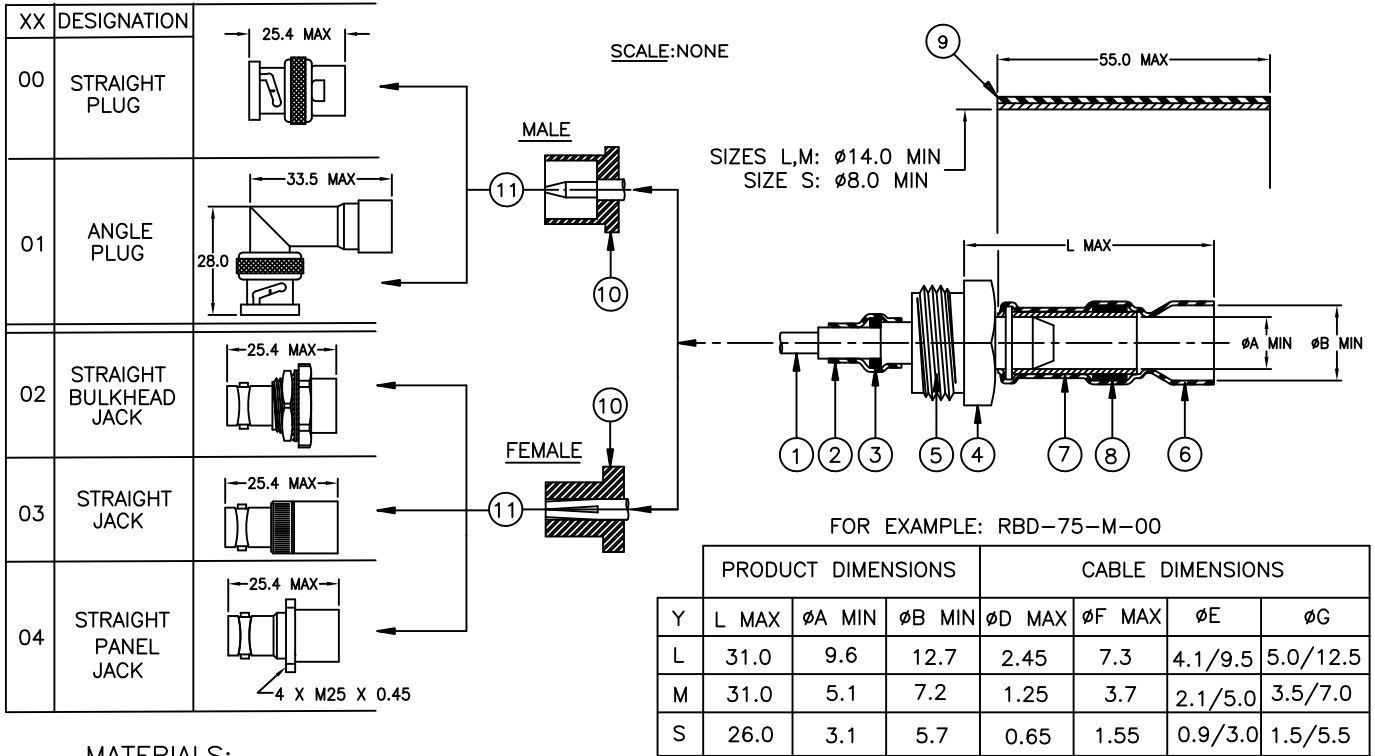 XX DESIGNATION
00 STRAIGHT PLUG
25.4 MAX
01 ANGLE PLUG
33.5 MAX
28.0
02 STRAIGHT BULKHEAD JACK
25.4 MAX
03 STRAIGHT JACK
25.4 MAX
04 STRAIGHT PANEL JACK
25.4 MAX
4 X M25 X 0.45
SCALE:NONE
MALE
11
10
FEMALE
10
11
9
55.0 MAX
SIZES L,M: ø14.0 MIN
SIZE S: ø8.0 MIN
L MAX
øA MIN øB MIN
1 2 3 5 4 7 8 6
FOR EXAMPLE: RBD-75-M-00
PRODUCT DIMENSIONS CABLE DIMENSIONS
Y L MAX øA MIN øB MIN øD MAX øF MAX øE øG
L 31.0 9.6 12.7 2.45 7.3 4.1/9.5 5.0/12.5
M 31.0 5.1 7.2 1.25 3.7 2.1/5.0 3.5/7.0
S 26.0 3.1 5.7 0.65 1.55 0.9/3.0 1.5/5.5
MATERIALS: